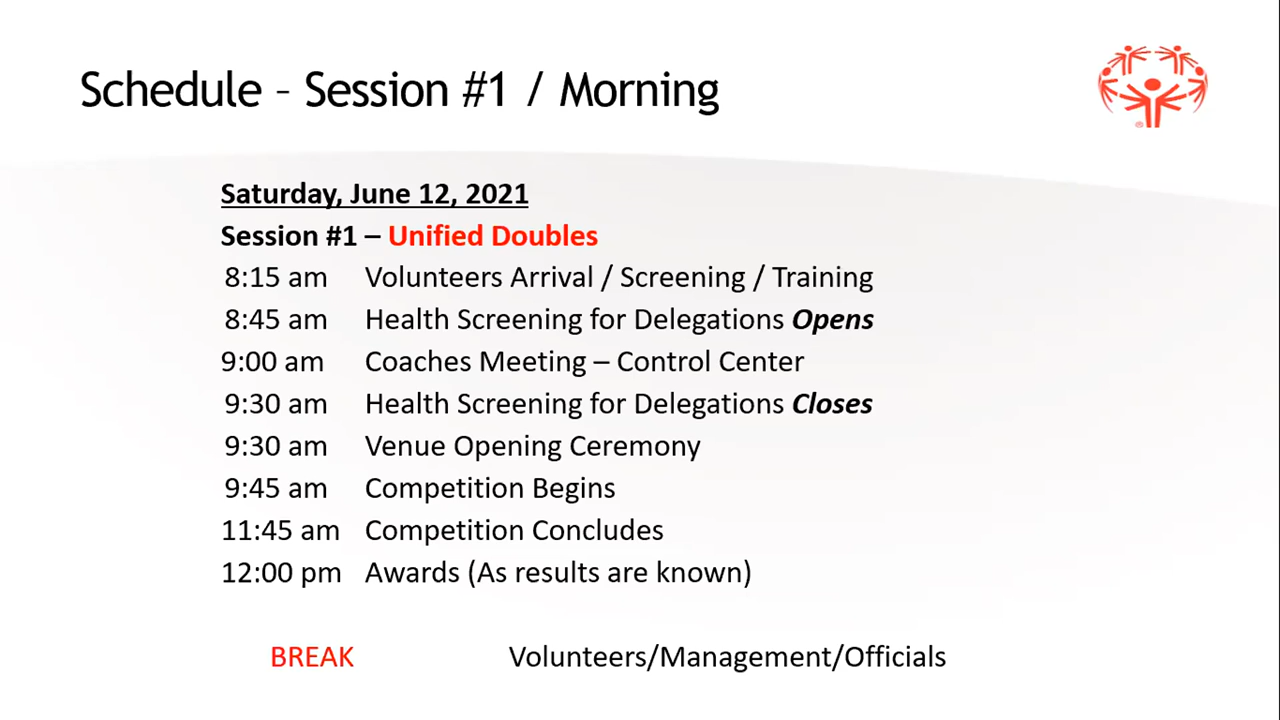 Schedule – Session #1 / Morning
Saturday, June 12, 2021
Session #1 – Unified Doubles
8:15 am Volunteers Arrival / Screening / Training
8:45 am Health Screening for Delegations Opens
9:00 am Coaches Meeting – Control Center
9:30 am Health Screening for Delegations Closes
9:30 am Venue Opening Ceremony
9:45 am Competition Begins
11:45 am Competition Concludes
12:00 pm Awards (As results are known)
BREAK Volunteers/Management/Officials